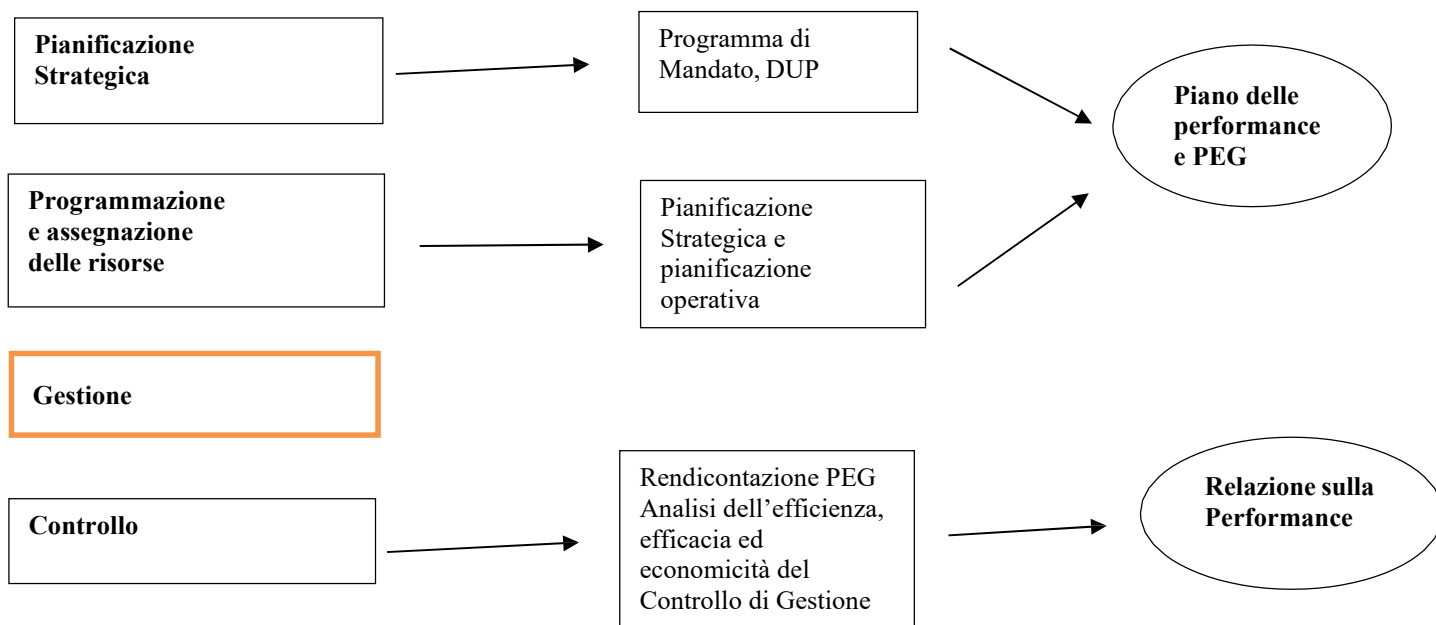 Pianificazione
Strategica
Programma di
Mandato, DUP
Piano delle
performance
e PEG
Programmazione
e assegnazione
delle risorse
Pianificazione
Strategica e
pianificazione
operativa
Gestione
Controllo
Rendicontazione PEG
Analisi dell’efficienza,
efficacia ed
economicità del
Controllo di Gestione
Relazione sulla
Performance